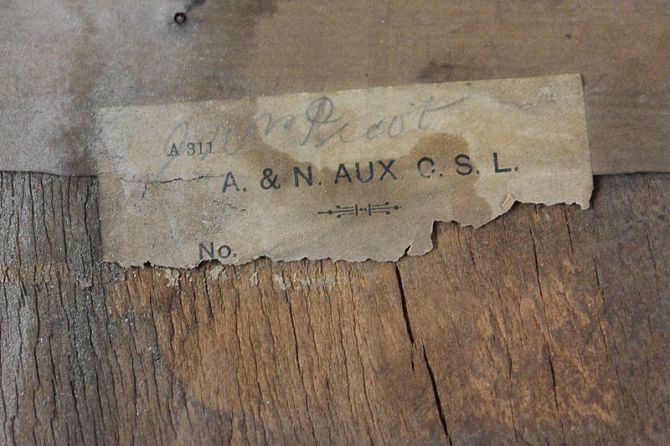 A 311.
A. & N. AUX. C. S. L.
No.